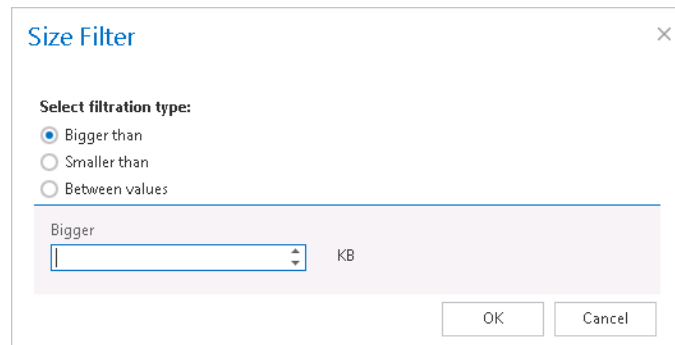 Size Filter
Select filtration type:
Bigger than
Smaller than
Between values
Bigger
KB
OK Cancel